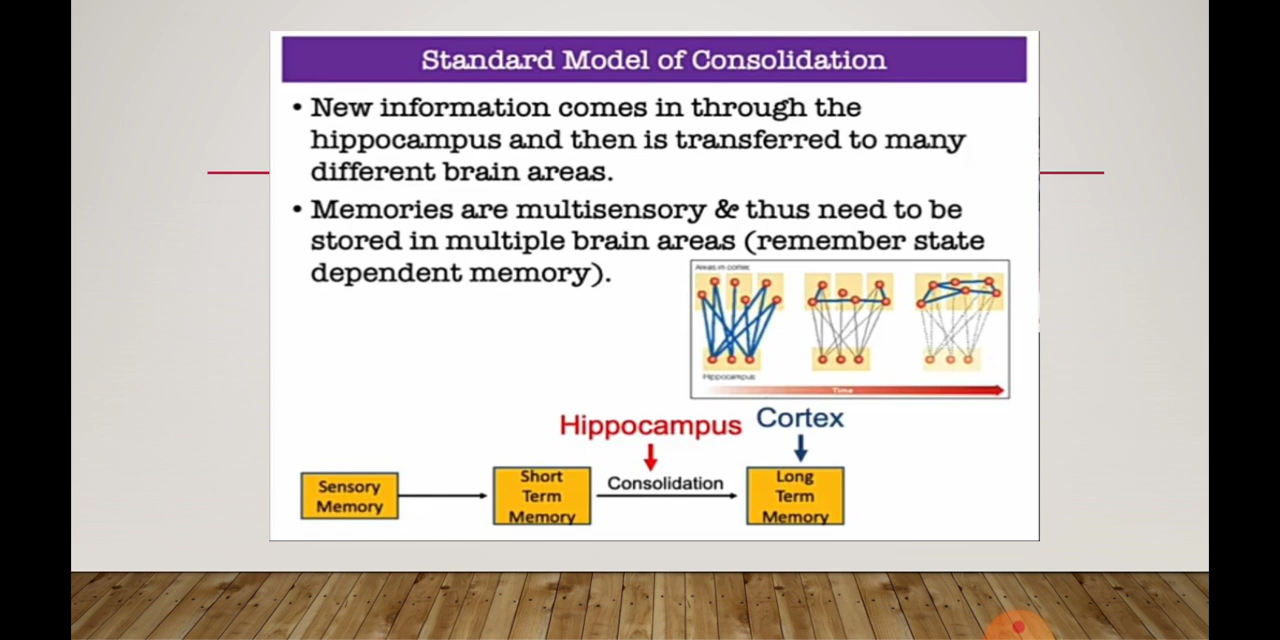 Standard Model of Consolidation
• New information comes in through the
hippocampus and then is transferred to many
different brain areas.
• Memories are multisensory & thus need to be
stored in multiple brain areas (remember state
dependent memory).
Areas in cortex
Hippocampus
Time
Hippocampus
Cortex
Sensory
Memory
Short
Term
Memory
Consolidation
Long
Term
Memory